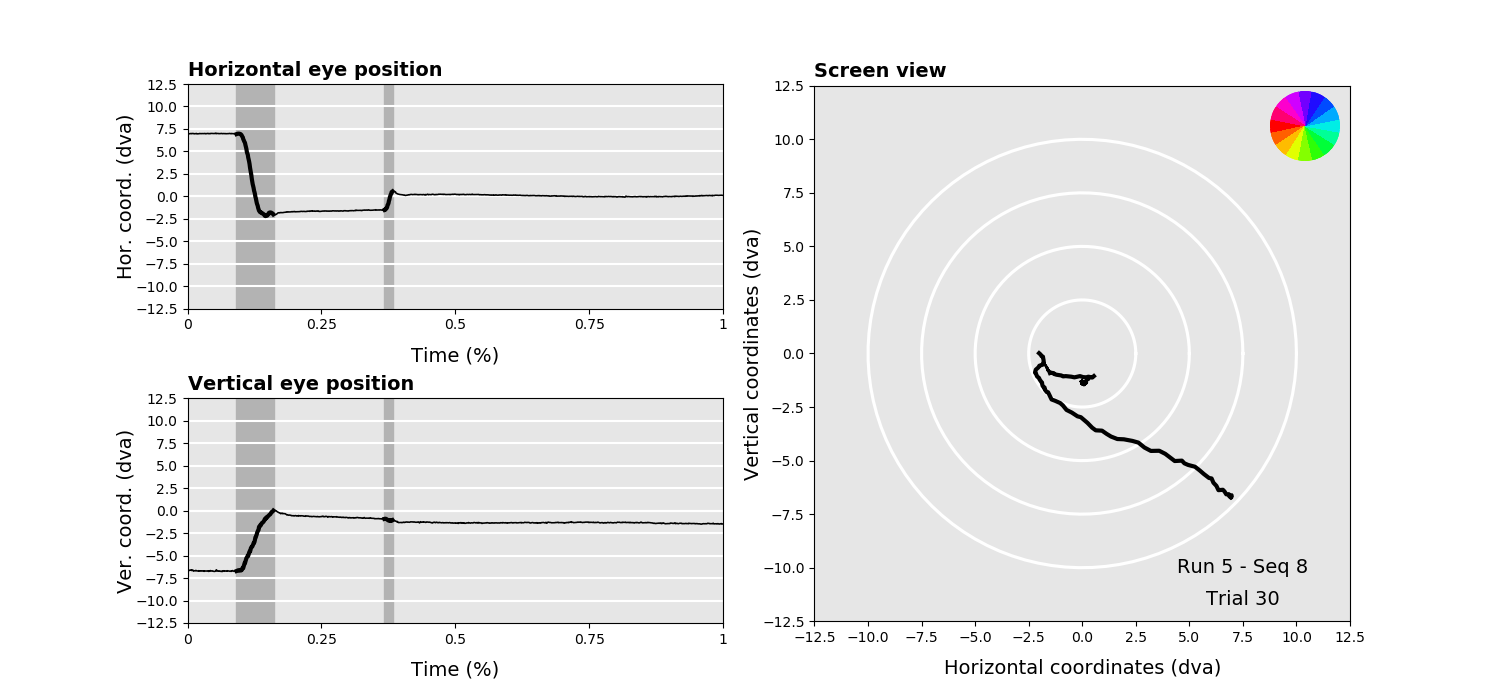 Horizontal eye position
12.5
10.0
7.5
5.0
2.5
0.0
−2.5
−5.0
−7.5
−10.0
−12.5
Hor. coord. (dva)
0 0.25 0.5 0.75 1
Time (%)
Vertical eye position
12.5
10.0
7.5
5.0
2.5
0.0
−2.5
−5.0
−7.5
−10.0
−12.5
Ver. coord. (dva)
0 0.25 0.5 0.75 1
Time (%)
Screen view
12.5
10.0
7.5
5.0
2.5
0.0
−2.5
−5.0
−7.5
−10.0
−12.5
Vertical coordinates (dva)
Run 5 - Seq 8
Trial 30
−12.5 −10.0 −7.5 −5.0 −2.5 0.0 2.5 5.0 7.5 10.0 12.5
Horizontal coordinates (dva)